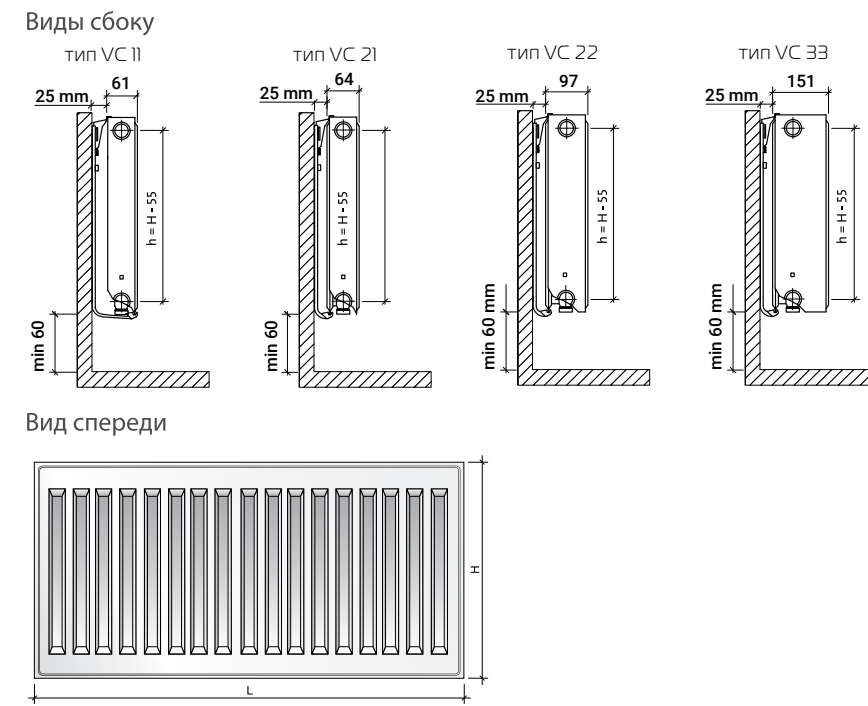 Виды сбоку
тип VC 11 тип VC 21 тип VC 22 тип VC 33
61 64 97 151
25 mm 25 mm 25 mm 25 mm
h = H - 55 h = H - 55 h = H - 55 h = H - 55
min 60 min 60 min 60 mm min 60 mm
Вид спереди
H
L